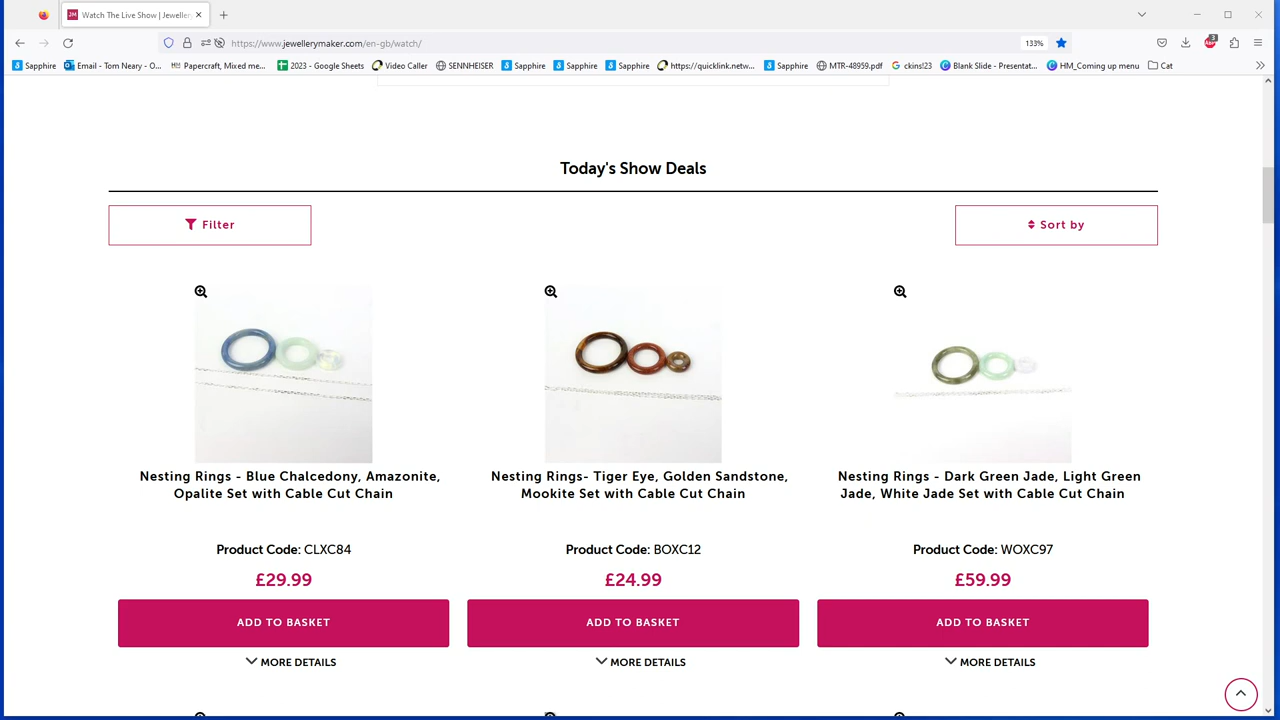 JM Watch The Live Show | Jeweller
https://www.jewellerymaker.com/en-gb/watch/
133%
3
Sapphire
Email - Tom Neary - O...
Papercraft, Mixed me...
2023 - Google Sheets
Video Caller
SENNHEISER
Sapphire
Sapphire
Sapphire
https://quicklink.netw...
Sapphire
MTR-48959.pdf
ckins!23
Blank Slide - Presentat...
HM_Coming up menu
Cat
Today's Show Deals
Filter
Sort by
Nesting Rings - Blue Chalcedony, Amazonite,
Opalite Set with Cable Cut Chain
Product Code: CLXC84
£29.99
ADD TO BASKET
MORE DETAILS
Nesting Rings- Tiger Eye, Golden Sandstone,
Mookite Set with Cable Cut Chain
Product Code: BOXC12
£24.99
ADD TO BASKET
MORE DETAILS
Nesting Rings - Dark Green Jade, Light Green
Jade, White Jade Set with Cable Cut Chain
Product Code: WOXC97
£59.99
ADD TO BASKET
MORE DETAILS